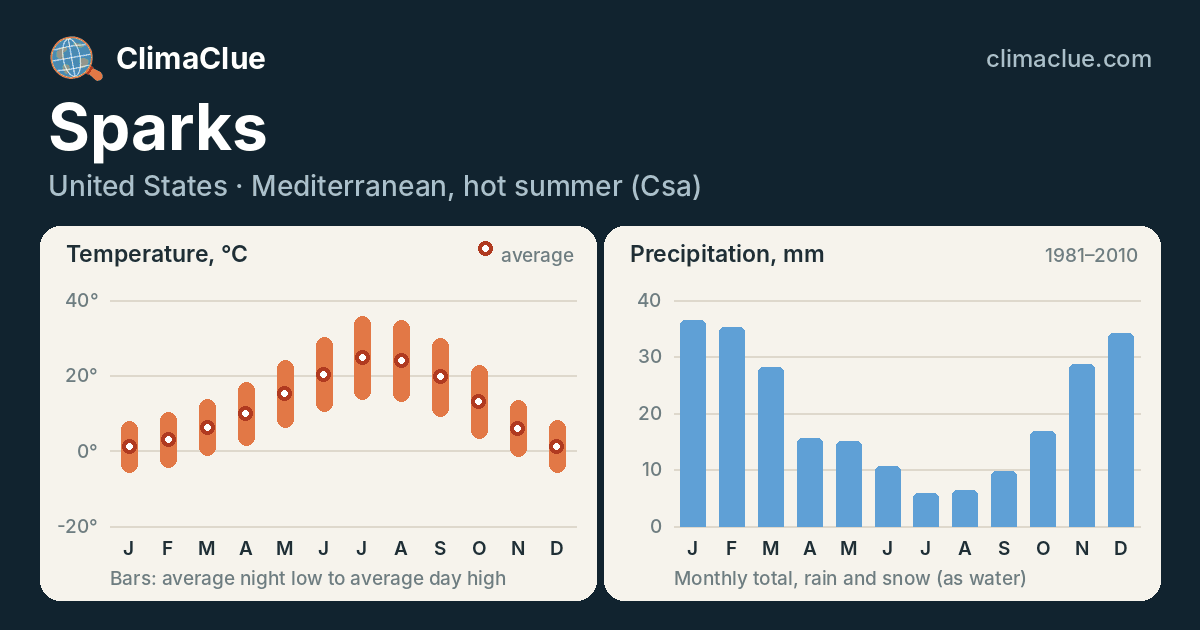 ClimaClue
climaclue.com
Sparks
United States · Mediterranean, hot summer (Csa)
Temperature, °C
average
40°
20°
0°
-20°
J F M A M J J A S O N D
Bars: average night low to average day high
Precipitation, mm
1981–2010
40
30
20
10
0
J F M A M J J A S O N D
Monthly total, rain and snow (as water)